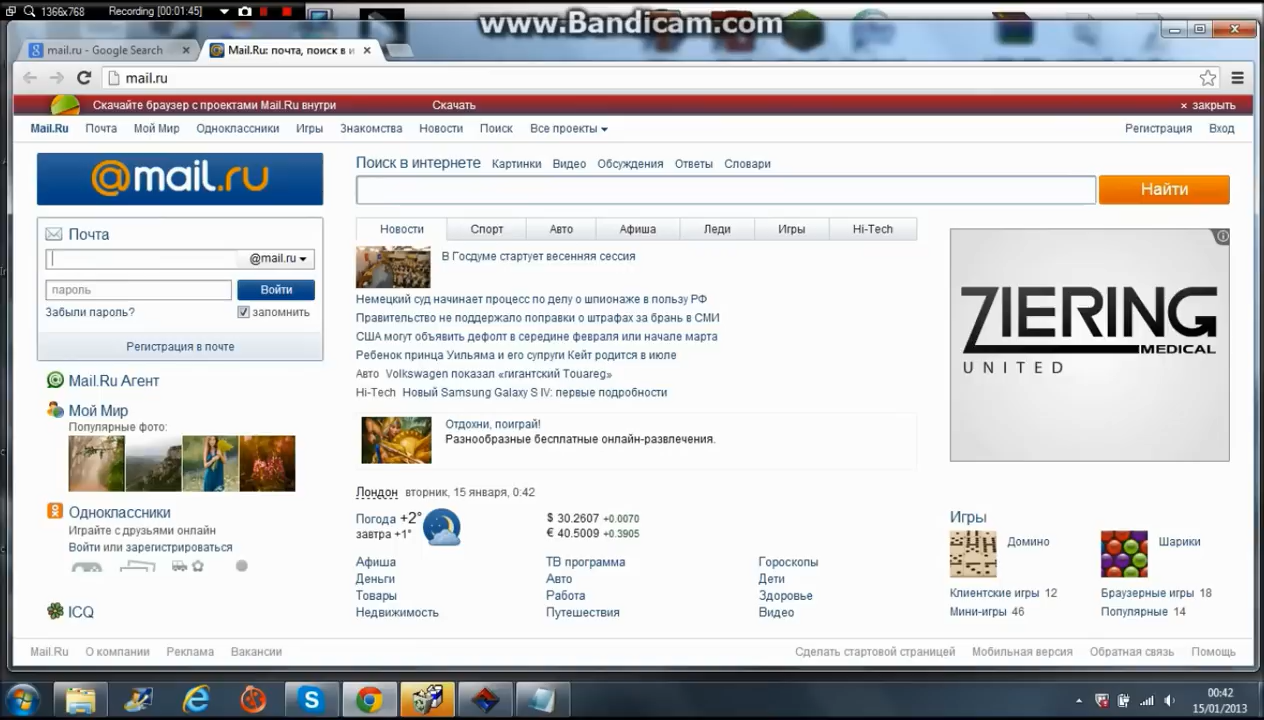 1366x768 Recording [00:01:45]
www.Bandicam.com
mail.ru - Google Search
Mail.Ru: почта, поиск в и
mail.ru
Скачайте браузер с проектами Mail.Ru внутри Скачать × закрыть
Mail.Ru Почта Мой Мир Одноклассники Игры Знакомства Новости Поиск Все проекты Регистрация Вход
@mail.ru
Поиск в интернете Картинки Видео Обсуждения Ответы Словари
Найти
Почта
@mail.ru
пароль Войти
Забыли пароль? запомнить
Регистрация в почте
Mail.Ru Агент
Мой Мир
Популярные фото:
Одноклассники
Играйте с друзьями онлайн
Войти или зарегистрироваться
ICQ
Новости Спорт Авто Афиша Леди Игры Hi-Tech
В Госдуме стартует весенняя сессия
Немецкий суд начинает процесс по делу о шпионаже в пользу РФ
Правительство не поддержало поправки о штрафах за брань в СМИ
США могут объявить дефолт в середине февраля или начале марта
Ребенок принца Уильяма и его супруги Кейт родится в июле
Авто Volkswagen показал «гигантский Touareg»
Hi-Tech Новый Samsung Galaxy S IV: первые подробности
Отдохни, поиграй!
Разнообразные бесплатные онлайн-развлечения.
Лондон вторник, 15 января, 0:42
Погода +2° $ 30.2607 +0.0070
завтра +1° € 40.5009 +0.3905
Афиша ТВ программа Гороскопы
Деньги Авто Дети
Товары Работа Здоровье
Недвижимость Путешествия Видео
ZIERING
MEDICAL
UNITED
Игры
Домино Шарики
Клиентские игры 12 Браузерные игры 18
Мини-игры 46 Популярные 14
Mail.Ru О компании Реклама Вакансии Сделать стартовой страницей Мобильная версия Обратная связь Помощь
00:42
15/01/2013